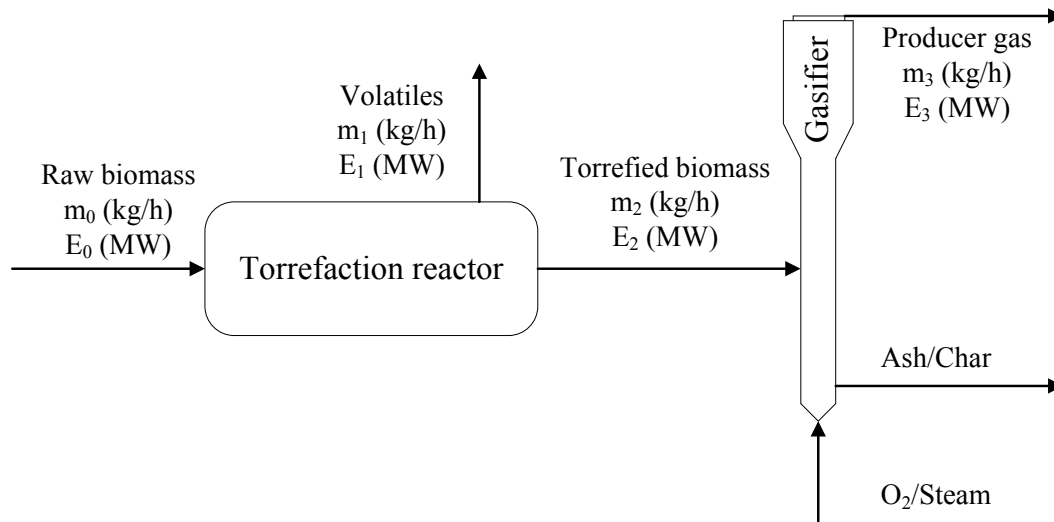 Raw biomass
m₀ (kg/h)
E₀ (MW)
Torrefaction reactor
Volatiles
m₁ (kg/h)
E₁ (MW)
Torrefied biomass
m₂ (kg/h)
E₂ (MW)
Gasifier
Producer gas
m₃ (kg/h)
E₃ (MW)
Ash/Char
O₂/Steam